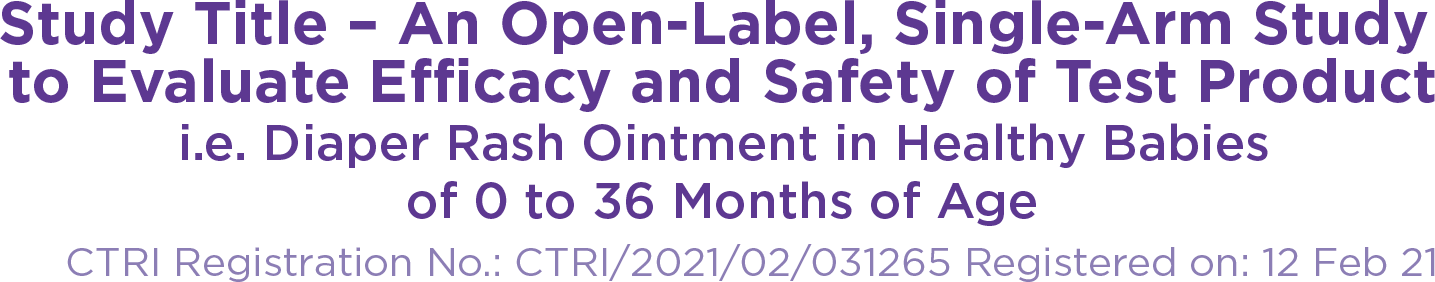 Study Title – An Open-Label, Single-Arm Study
to Evaluate Efficacy and Safety of Test Product
i.e. Diaper Rash Ointment in Healthy Babies
of 0 to 36 Months of Age
CTRI Registration No.: CTRI/2021/02/031265 Registered on: 12 Feb 21